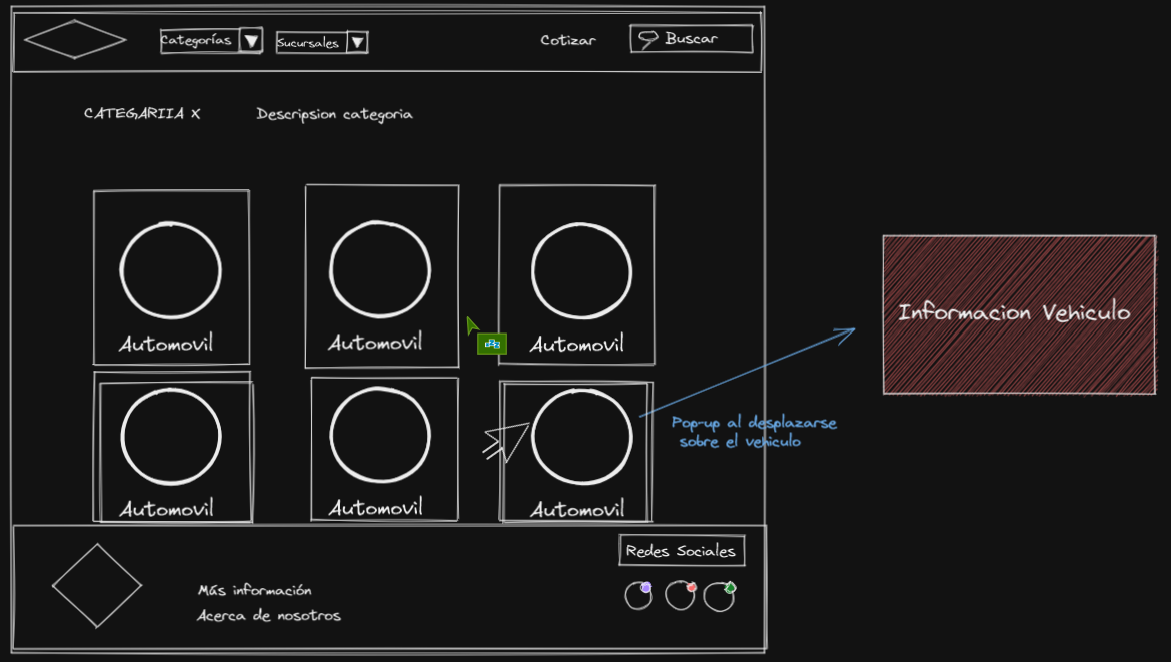 Categorías
Sucursales
Cotizar
Buscar
CATEGARIIA X
Descripsion categoria
Automovil
Automovil
Automovil
Informacion Vehiculo
Pop-up al desplazarse
sobre el vehiculo
Automovil
Automovil
Automovil
Redes Sociales
Más información
Acerca de nosotros